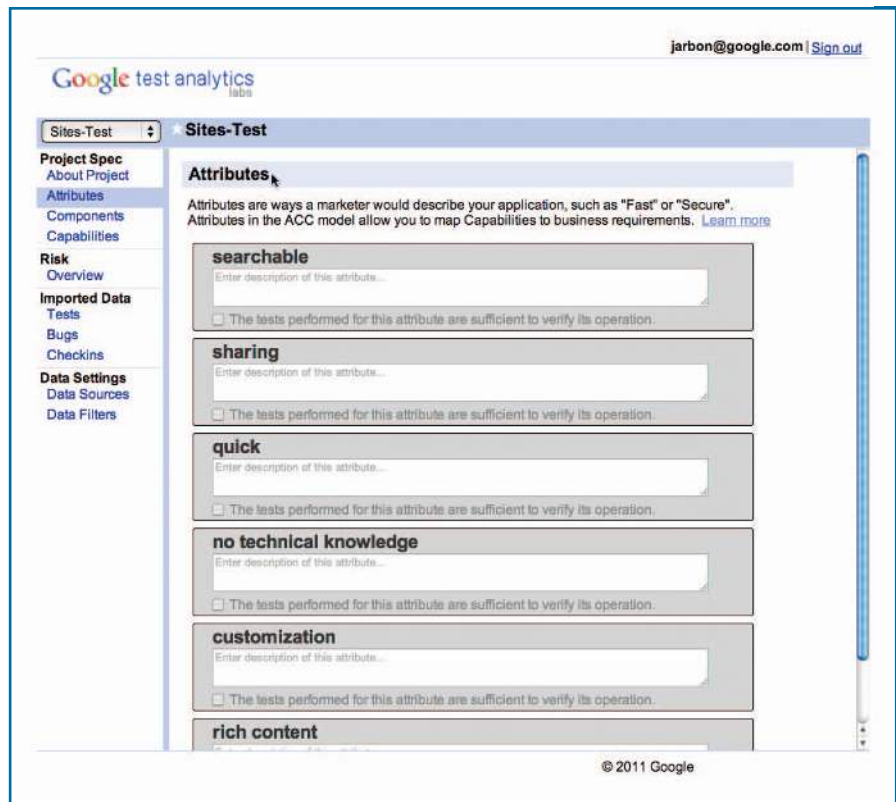 jarbon@google.com | Sign out
Google test analytics
labs
Sites-Test
Sites-Test
Project Spec
About Project
Attributes
Components
Capabilities
Risk
Overview
Imported Data
Tests
Bugs
Checkins
Data Settings
Data Sources
Data Filters
Attributes
Attributes are ways a marketer would describe your application, such as "Fast" or "Secure".
Attributes in the ACC model allow you to map Capabilities to business requirements. Learn more
searchable
Enter description of this attribute...
The tests performed for this attribute are sufficient to verify its operation.
sharing
Enter description of this attribute...
The tests performed for this attribute are sufficient to verify its operation.
quick
Enter description of this attribute...
The tests performed for this attribute are sufficient to verify its operation.
no technical knowledge
Enter description of this attribute...
The tests performed for this attribute are sufficient to verify its operation.
customization
Enter description of this attribute...
The tests performed for this attribute are sufficient to verify its operation.
rich content
© 2011 Google